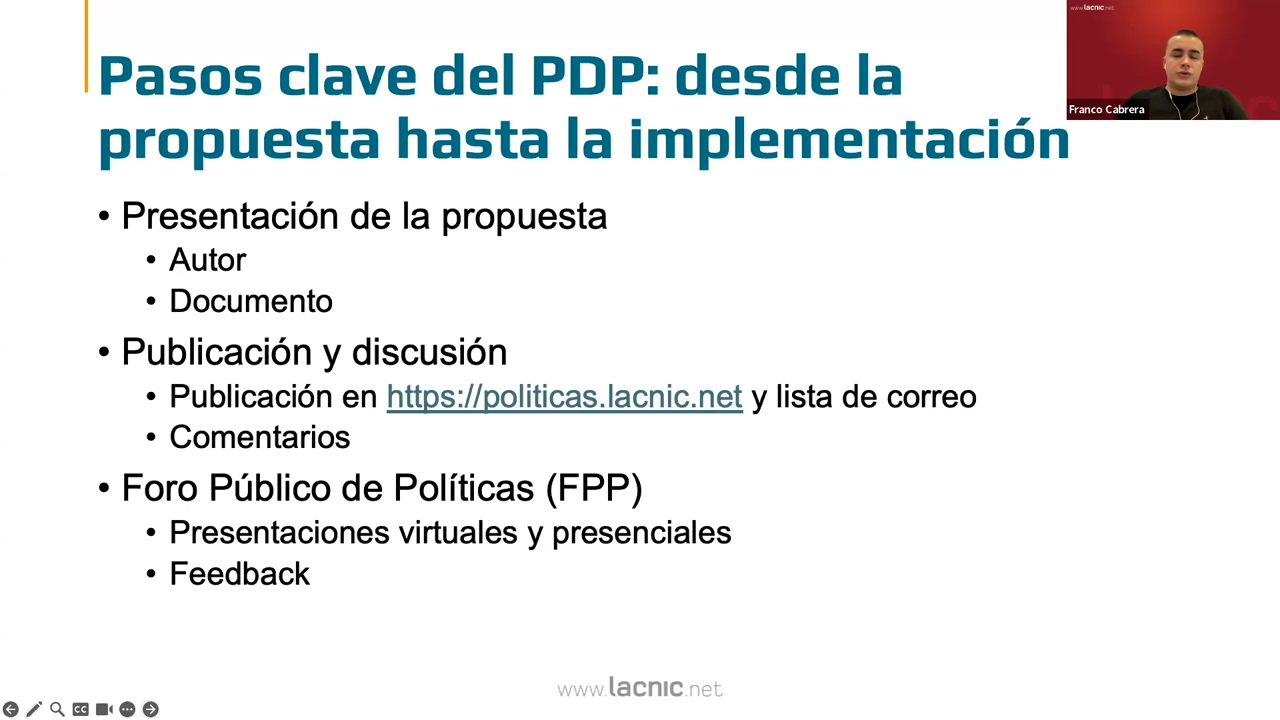 Pasos clave del PDP: desde la
propuesta hasta la implementación
www.lacnic.net
Franco Cabrera
• Presentación de la propuesta
• Autor
• Documento
• Publicación y discusión
• Publicación en https://politicas.lacnic.net y lista de correo
• Comentarios
• Foro Público de Políticas (FPP)
• Presentaciones virtuales y presenciales
• Feedback
www.lacnic.net
CC